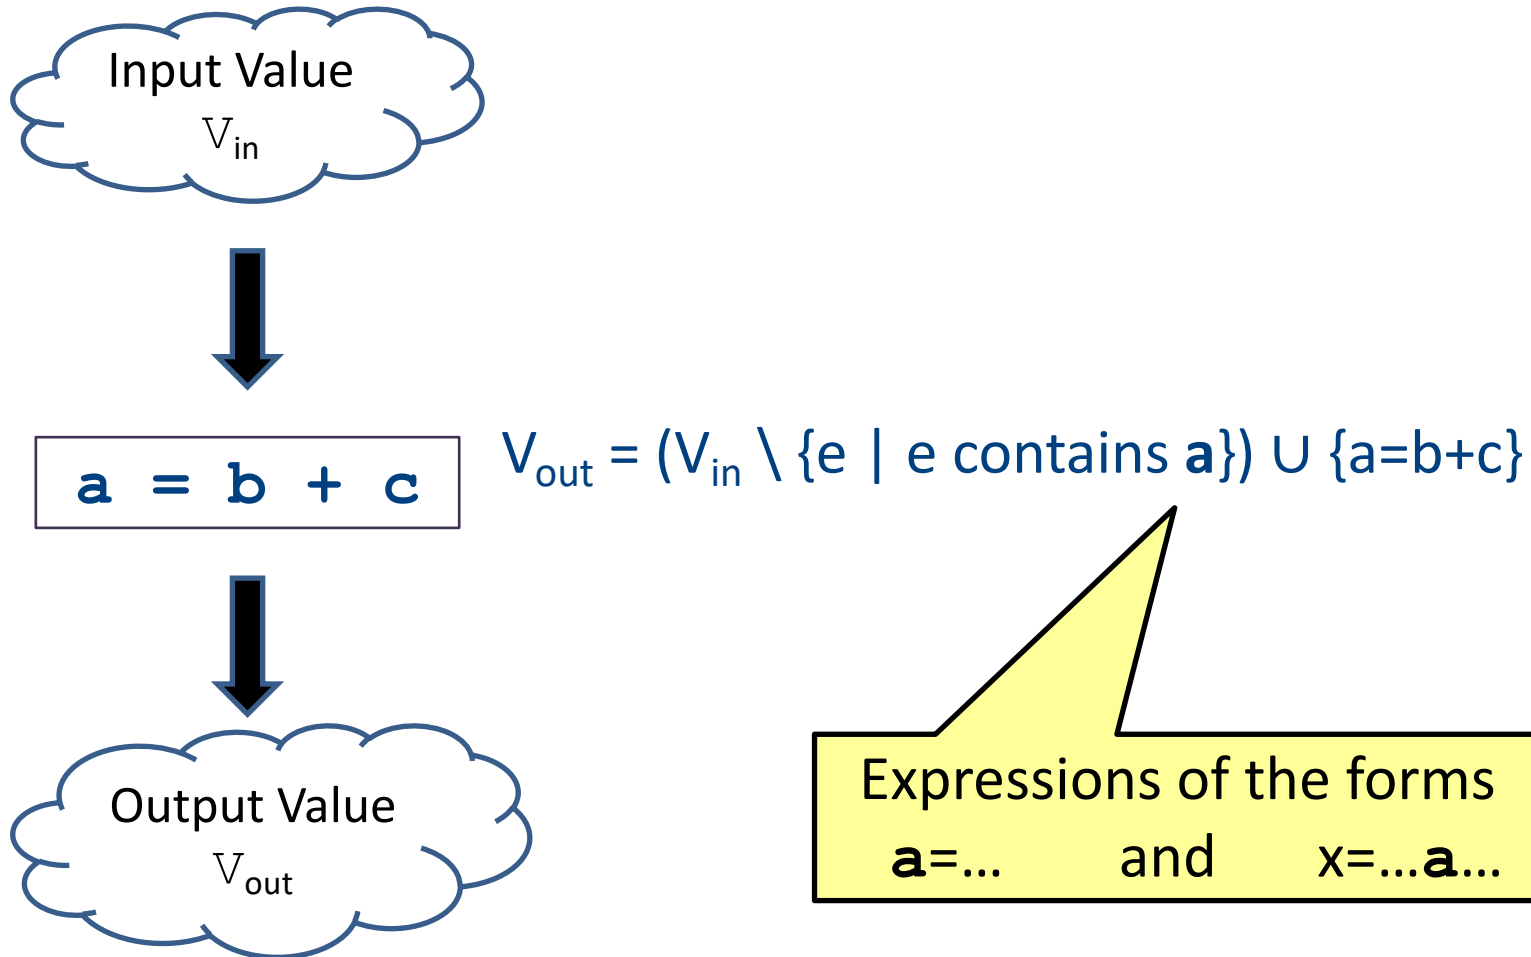 Input Value
Vin
a = b + c
Vout = (Vin \ {e | e contains a}) ∪ {a=b+c}
Output Value
Vout
Expressions of the forms
a=... and x=...a...